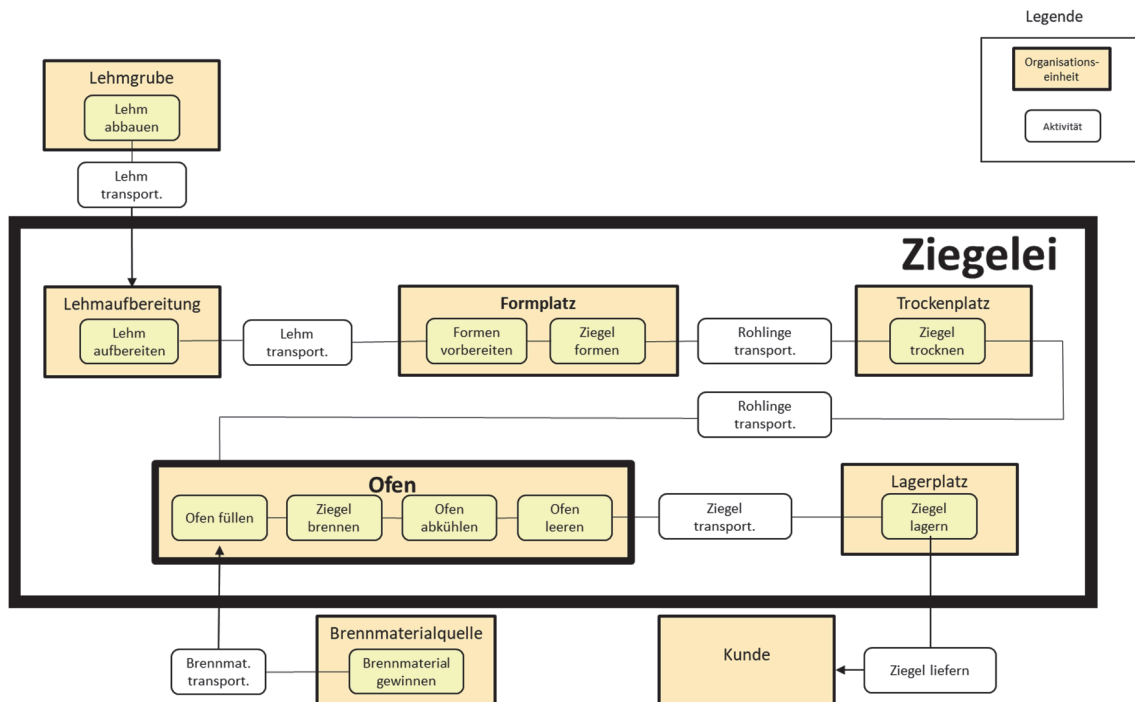 Legende
Organisations-
einheit
Aktivität
Lehmgrube
Lehm
abbauen
Lehm
transport.
Ziegelei
Lehmaufbereitung
Lehm
aufbereiten
Lehm
transport.
Formplatz
Formen
vorbereiten
Ziegel
formen
Rohlinge
transport.
Trockenplatz
Ziegel
trocknen
Rohlinge
transport.
Ofen
Ofen füllen
Ziegel
brennen
Ofen
abkühlen
Ofen
leeren
Ziegel
transport.
Lagerplatz
Ziegel
lagern
Brennmat.
transport.
Brennmaterialquelle
Brennmaterial
gewinnen
Kunde
Ziegel liefern